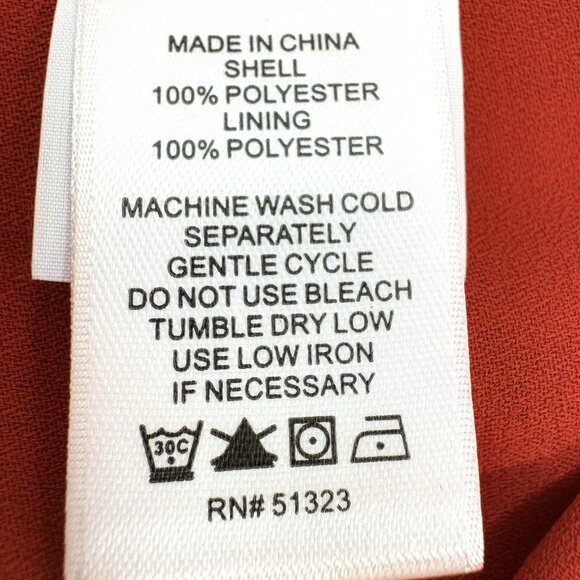 MADE IN CHINA
SHELL
100% POLYESTER
LINING
100% POLYESTER
MACHINE WASH COLD
SEPARATELY
GENTLE CYCLE
DO NOT USE BLEACH
TUMBLE DRY LOW
USE LOW IRON
IF NECESSARY
30C
RN# 51323